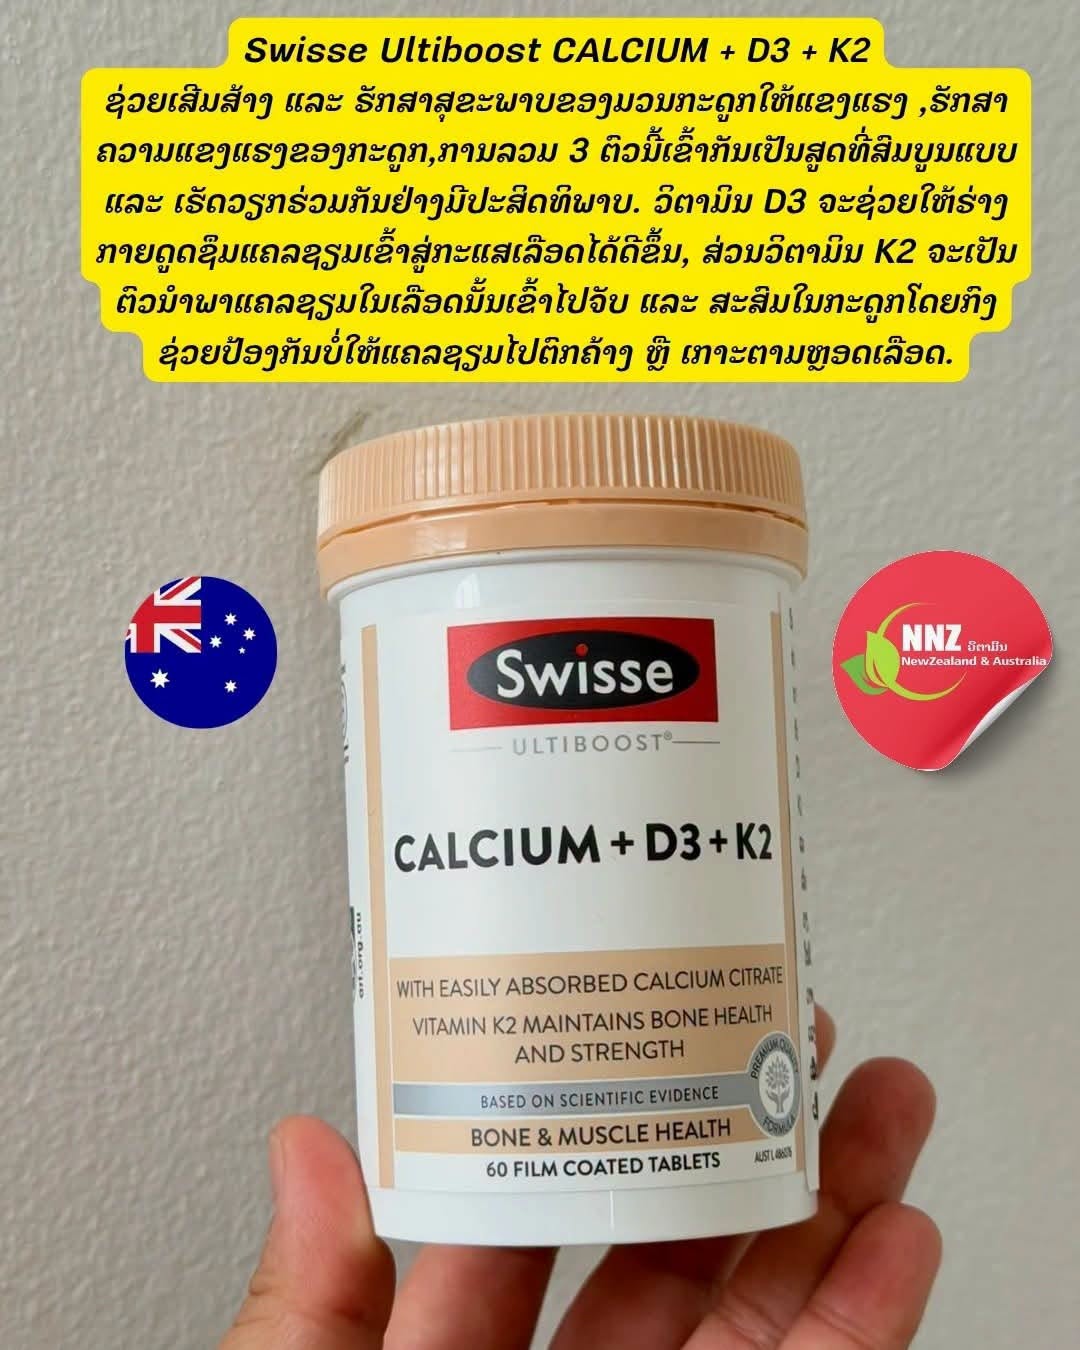 Swisse Ultiboost CALCIUM + D3 + K2
ຊ່ວຍເສີມສ້າງ ແລະ ຮັກສາສຸຂະພາບຂອງມວນກະດູກໃຫ້ແຂງແຮງ ,ຮັກສາ
ຄວາມແຂງແຮງຂອງກະດູກ,ການລວມ 3 ຕົວນີ້ເຂົ້າກັນເປັນສູດທີ່ສົມບູນແບບ
ແລະ ເຮັດວຽກຮ່ວມກັນຢ່າງມີປະສິດທິພາບ. ວິຕາມິນ D3 ຈະຊ່ວຍໃຫ້ຮ່າງ
ກາຍດູດຊຶມແຄລຊຽມເຂົ້າສູ່ກະແສເລືອດໄດ້ດີຂຶ້ນ, ສ່ວນວິຕາມິນ K2 ຈະເປັນ
ຕົວນໍາພາແຄລຊຽມໃນເລືອດນັ້ນເຂົ້າໄປຈັບ ແລະ ສະສົມໃນກະດູກໂດຍກົງ
ຊ່ວຍປ້ອງກັນບໍ່ໃຫ້ແຄລຊຽມໄປຕົກຄ້າງ ຫຼື ເກາະຕາມຫຼອດເລືອດ.
NNZ ວິຕາມິນ
NewZealand & Australia
Swisse
ULTIBOOST®
CALCIUM + D3 + K2
art.org.au
WITH EASILY ABSORBED CALCIUM CITRATE
VITAMIN K2 MAINTAINS BONE HEALTH
AND STRENGTH
PREMIUM QUALITY
FORMULA
BASED ON SCIENTIFIC EVIDENCE
BONE & MUSCLE HEALTH
60 FILM COATED TABLETS
AUST L